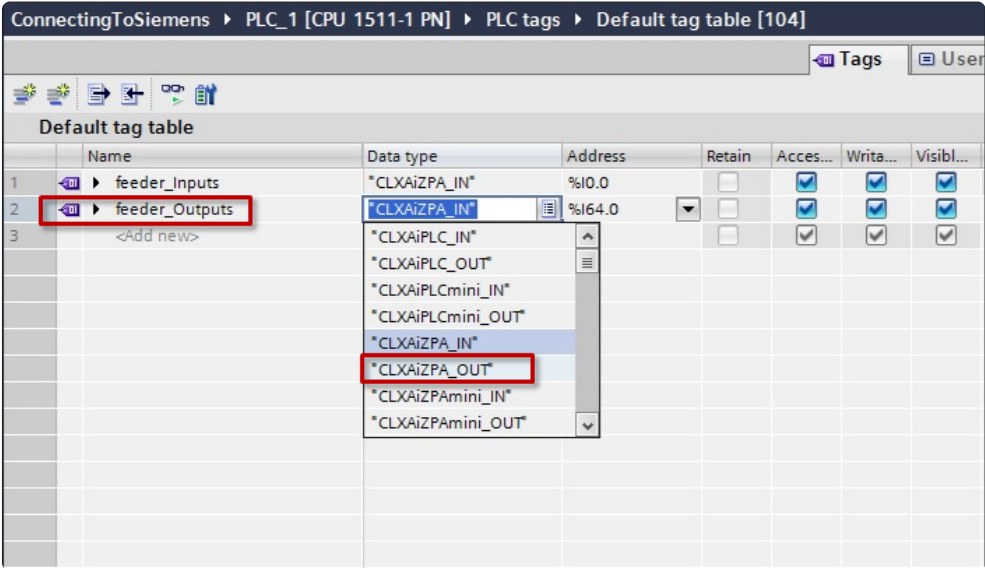 ConnectingToSiemens ▸ PLC_1 [CPU 1511-1 PN] ▸ PLC tags ▸ Default tag table [104]
Tags User
Default tag table
Name Data type Address Retain Acces... Writa... Visibl...
1 feeder_Inputs "CLXAiZPA_IN" %I0.0
2 feeder_Outputs "CLXAiZPA_IN" %I64.0
3 <Add new>
"CLXAiPLC_IN"
"CLXAiPLC_OUT"
"CLXAiPLCmini_IN"
"CLXAiPLCmini_OUT"
"CLXAiZPA_IN"
"CLXAiZPA_OUT"
"CLXAiZPAmini_IN"
"CLXAiZPAmini_OUT"